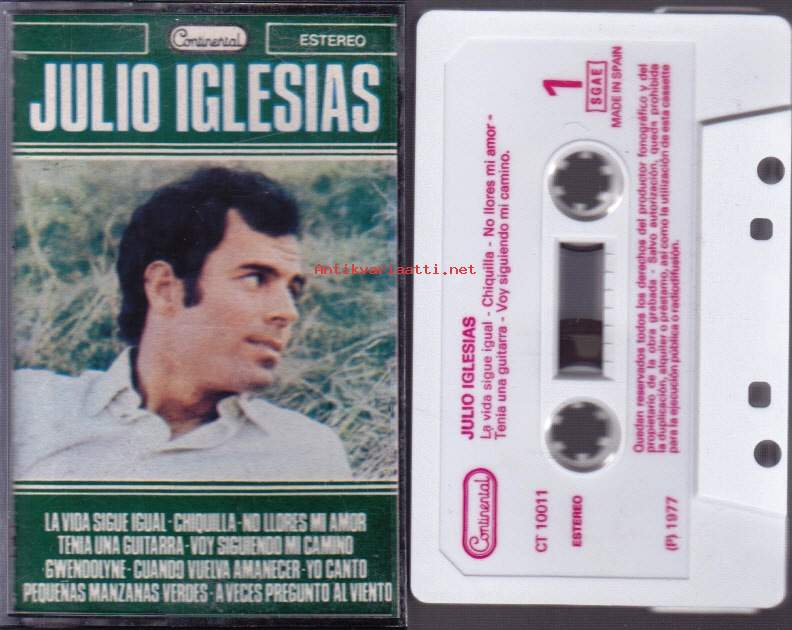 Continental
ESTEREO
JULIO IGLESIAS
Antikvariaatti.net
LA VIDA SIGUE IGUAL · CHIQUILLA · NO LLORES MI AMOR
TENIA UNA GUITARRA · VOY SIGUIENDO MI CAMINO
· GWENDOLYNE · CUANDO VUELVA AMANECER · YO CANTO
PEQUEÑAS MANZANAS VERDES · A VECES PREGUNTO AL VIENTO
Continental
CT 10011
ESTEREO
(P) 1977
JULIO IGLESIAS
La vida sigue igual - Chiquilla - No llores mi amor -
Tenia una guitarra - Voy siguiendo mi camino.
1
SGAE
MADE IN SPAIN
Quedan reservados todos los derechos del productor fonográfico y del
propietario de la obra grabada - Salvo autorización, queda prohibida
la duplicación, alquiler o préstamo, así como la utilización de esta cassette
para la ejecución pública o radiodifusión.